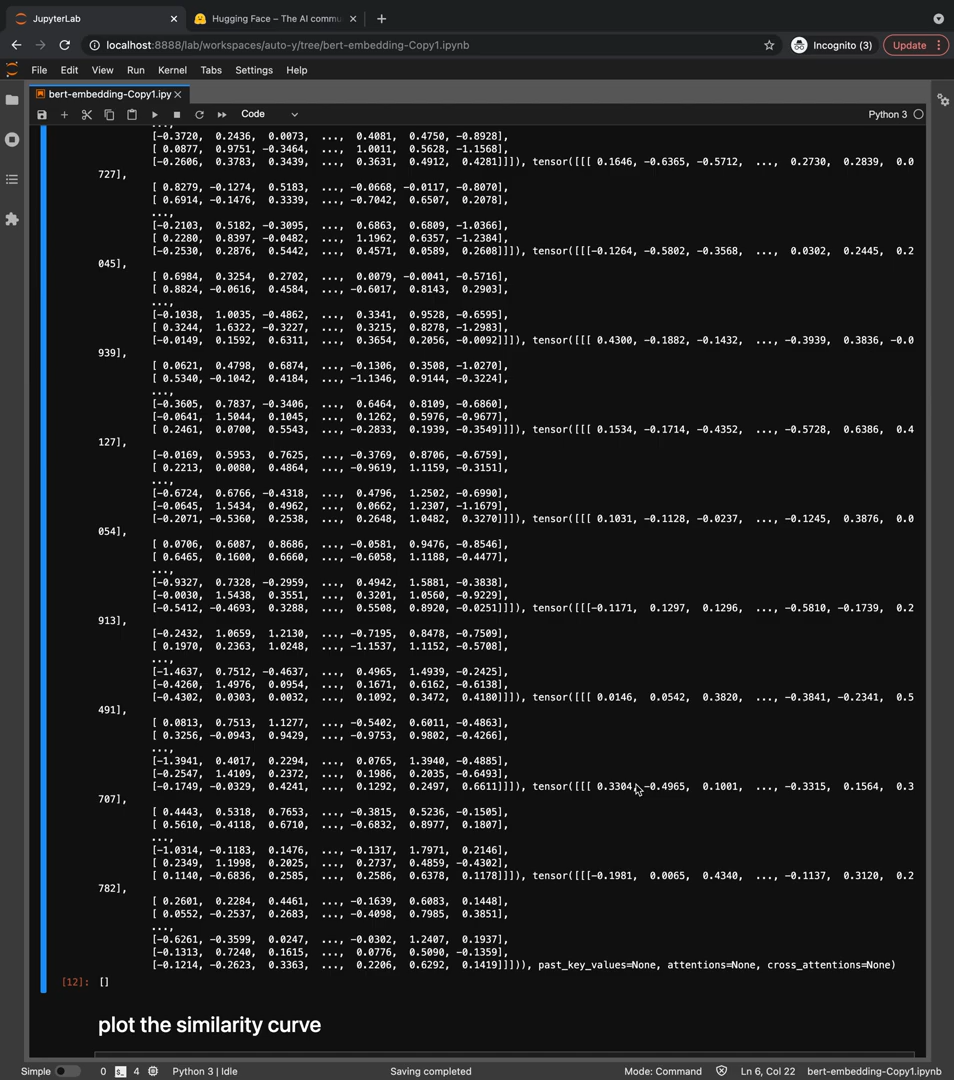 JupyterLab
Hugging Face – The AI commu
localhost:8888/lab/workspaces/auto-y/tree/bert-embedding-Copy1.ipynb
Incognito (3)
Update
File Edit View Run Kernel Tabs Settings Help
bert-embedding-Copy1.ipy
Code
Python 3
...,
[-0.3720, 0.2436, 0.0073, ..., 0.4081, 0.4750, -0.8928],
[ 0.0877, 0.9751, -0.3464, ..., 1.0011, 0.5628, -1.1568],
[-0.2606, 0.3783, 0.3439, ..., 0.3631, 0.4912, 0.4281]]]), tensor([[[ 0.1646, -0.6365, -0.5712, ..., 0.2730, 0.2839, 0.0
727],
[ 0.8279, -0.1274, 0.5183, ..., -0.0668, -0.0117, -0.8070],
[ 0.6914, -0.1476, 0.3339, ..., -0.7042, 0.6507, 0.2078],
...,
[-0.2103, 0.5182, -0.3095, ..., 0.6863, 0.6809, -1.0366],
[ 0.2280, 0.8397, -0.0482, ..., 1.1962, 0.6357, -1.2384],
[-0.2530, 0.2876, 0.5442, ..., 0.4571, 0.0589, 0.2608]]]), tensor([[[-0.1264, -0.5802, -0.3568, ..., 0.0302, 0.2445, 0.2
045],
[ 0.6984, 0.3254, 0.2702, ..., 0.0079, -0.0041, -0.5716],
[ 0.8824, -0.0616, 0.4584, ..., -0.6017, 0.8143, 0.2903],
...,
[-0.1038, 1.0035, -0.4862, ..., 0.3341, 0.9528, -0.6595],
[ 0.3244, 1.6322, -0.3227, ..., 0.3215, 0.8278, -1.2983],
[-0.0149, 0.1592, 0.6311, ..., 0.3654, 0.2056, -0.0092]]]), tensor([[[ 0.4300, -0.1882, -0.1432, ..., -0.3939, 0.3836, -0.0
939],
[ 0.0621, 0.4798, 0.6874, ..., -0.1306, 0.3508, -1.0270],
[ 0.5340, -0.1042, 0.4184, ..., -1.1346, 0.9144, -0.3224],
...,
[-0.3605, 0.7837, -0.3406, ..., 0.6464, 0.8109, -0.6860],
[-0.0641, 1.5044, 0.1045, ..., 0.1262, 0.5976, -0.9677],
[ 0.2461, 0.0700, 0.5543, ..., -0.2833, 0.1939, -0.3549]]]), tensor([[[ 0.1534, -0.1714, -0.4352, ..., -0.5728, 0.6386, 0.4
127],
[-0.0169, 0.5953, 0.7625, ..., -0.3769, 0.8706, -0.6759],
[ 0.2213, 0.0080, 0.4864, ..., -0.9619, 1.1159, -0.3151],
...,
[-0.6724, 0.6766, -0.4318, ..., 0.4796, 1.2502, -0.6990],
[-0.0645, 1.5434, 0.4962, ..., 0.0662, 1.2307, -1.1679],
[-0.2071, -0.5360, 0.2538, ..., 0.2648, 1.0482, 0.3270]]]), tensor([[[ 0.1031, -0.1128, -0.0237, ..., -0.1245, 0.3876, 0.0
054],
[ 0.0706, 0.6087, 0.8686, ..., -0.0581, 0.9476, -0.8546],
[ 0.6465, 0.1600, 0.6660, ..., -0.6058, 1.1188, -0.4477],
...,
[-0.9327, 0.7328, -0.2959, ..., 0.4942, 1.5881, -0.3838],
[-0.0030, 1.5438, 0.3551, ..., 0.3201, 1.0560, -0.9229],
[-0.5412, -0.4693, 0.3288, ..., 0.5508, 0.8920, -0.0251]]]), tensor([[[-0.1171, 0.1297, 0.1296, ..., -0.5810, -0.1739, 0.2
913],
[-0.2432, 1.0659, 1.2130, ..., -0.7195, 0.8478, -0.7509],
[ 0.1970, 0.2363, 1.0248, ..., -1.1537, 1.1152, -0.5708],
...,
[-1.4637, 0.7512, -0.4637, ..., 0.4965, 1.4939, -0.2425],
[-0.4260, 1.4976, 0.0954, ..., 0.1671, 0.6162, -0.6138],
[-0.4302, 0.0303, 0.0032, ..., 0.1092, 0.3472, 0.4180]]]), tensor([[[ 0.0146, 0.0542, 0.3820, ..., -0.3841, -0.2341, 0.5
491],
[ 0.0813, 0.7513, 1.1277, ..., -0.5402, 0.6011, -0.4863],
[ 0.3256, -0.0943, 0.9429, ..., -0.9753, 0.9802, -0.4266],
...,
[-1.3941, 0.4017, 0.2294, ..., 0.0765, 1.3940, -0.4885],
[-0.2547, 1.4109, 0.2372, ..., 0.1986, 0.2035, -0.6493],
[-0.1749, -0.0329, 0.4241, ..., 0.1292, 0.2497, 0.6611]]]), tensor([[[ 0.3304, -0.4965, 0.1001, ..., -0.3315, 0.1564, 0.3
707],
[ 0.4443, 0.5318, 0.7653, ..., -0.3815, 0.5236, -0.1505],
[ 0.5610, -0.4118, 0.6710, ..., -0.6832, 0.8977, 0.1807],
...,
[-1.0314, -0.1183, 0.1476, ..., -0.1317, 1.7971, 0.2146],
[ 0.2349, 1.1998, 0.2025, ..., 0.2737, 0.4859, -0.4302],
[ 0.1140, -0.6836, 0.2585, ..., 0.2586, 0.6378, 0.1178]]]), tensor([[[-0.1981, 0.0065, 0.4340, ..., -0.1137, 0.3120, 0.2
782],
[ 0.2601, 0.2284, 0.4461, ..., -0.1639, 0.6083, 0.1448],
[ 0.0552, -0.2537, 0.2683, ..., -0.4098, 0.7985, 0.3851],
...,
[-0.6261, -0.3599, 0.0247, ..., -0.0302, 1.2407, 0.1937],
[-0.1313, 0.7240, 0.1615, ..., 0.0776, 0.5090, -0.1359],
[-0.1214, -0.2623, 0.3363, ..., 0.2206, 0.6292, 0.1419]]])), past_key_values=None, attentions=None, cross_attentions=None)
[12]: []
plot the similarity curve
Simple 0 4 Python 3 | Idle Saving completed Mode: Command Ln 6, Col 22 bert-embedding-Copy1.ipynb